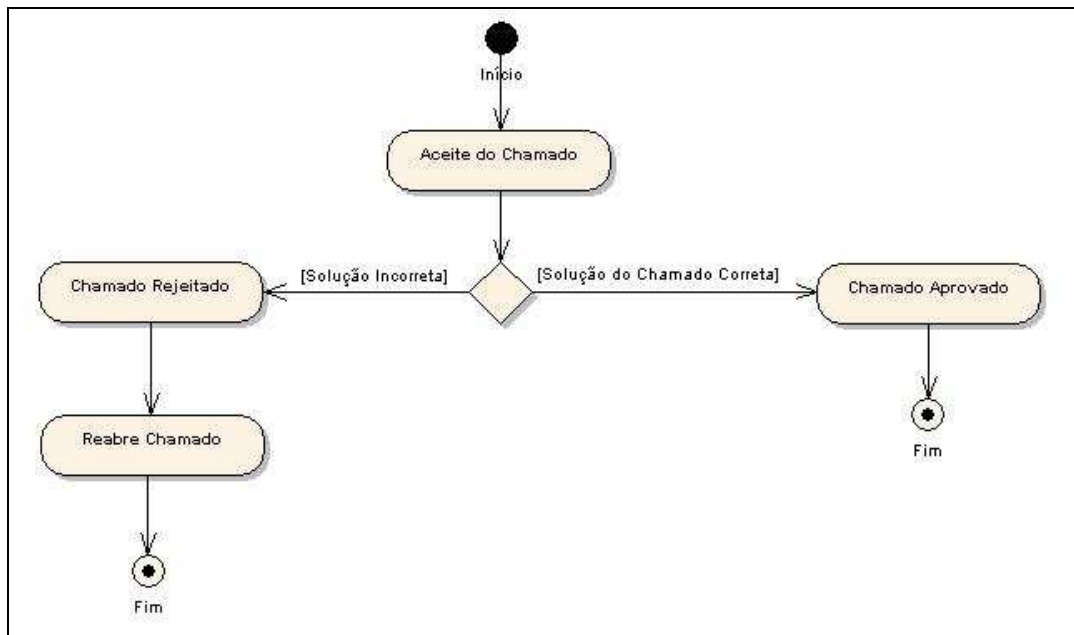 Início
Aceite do Chamado
[Solução Incorreta]
[Solução do Chamado Correta]
Chamado Rejeitado
Chamado Aprovado
Reabre Chamado
Fim
Fim